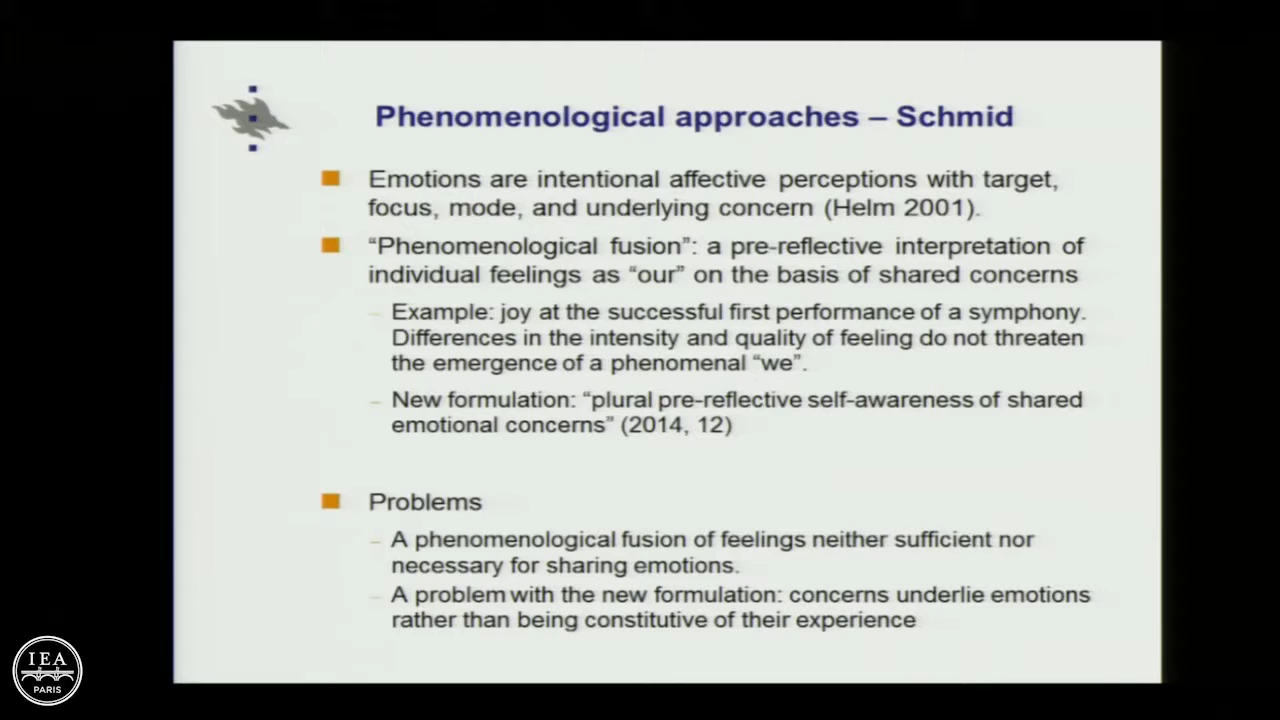 Phenomenological approaches – Schmid
Emotions are intentional affective perceptions with target,
focus, mode, and underlying concern (Helm 2001).
“Phenomenological fusion”: a pre-reflective interpretation of
individual feelings as “our” on the basis of shared concerns
– Example: joy at the successful first performance of a symphony.
Differences in the intensity and quality of feeling do not threaten
the emergence of a phenomenal “we”.
– New formulation: “plural pre-reflective self-awareness of shared
emotional concerns” (2014, 12)
Problems
– A phenomenological fusion of feelings neither sufficient nor
necessary for sharing emotions.
– A problem with the new formulation: concerns underlie emotions
rather than being constitutive of their experience
IEA
PARIS